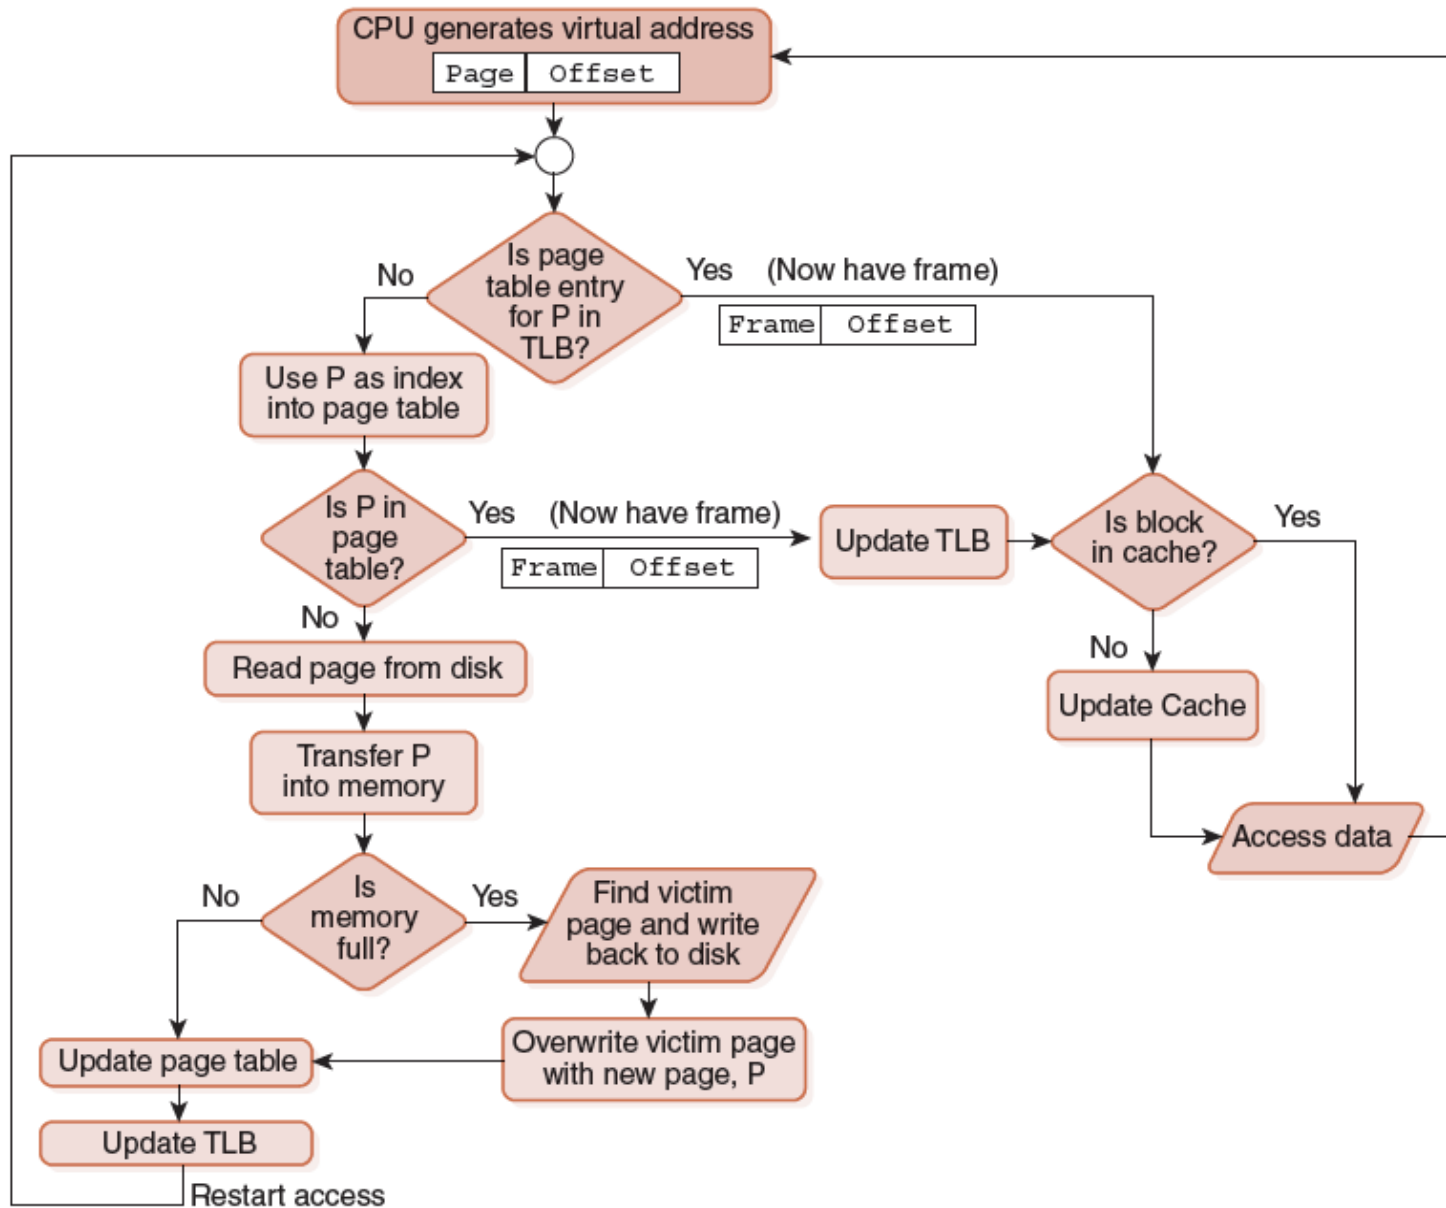 CPU generates virtual address
Page Offset
Is page
table entry
for P in
TLB?
No
Yes (Now have frame)
Frame Offset
Use P as index
into page table
Is P in
page
table?
Yes (Now have frame)
Frame Offset
Update TLB
Is block
in cache?
Yes
No
Update Cache
Access data
No
Read page from disk
Transfer P
into memory
Is
memory
full?
No
Yes
Find victim
page and write
back to disk
Overwrite victim page
with new page, P
Update page table
Update TLB
Restart access